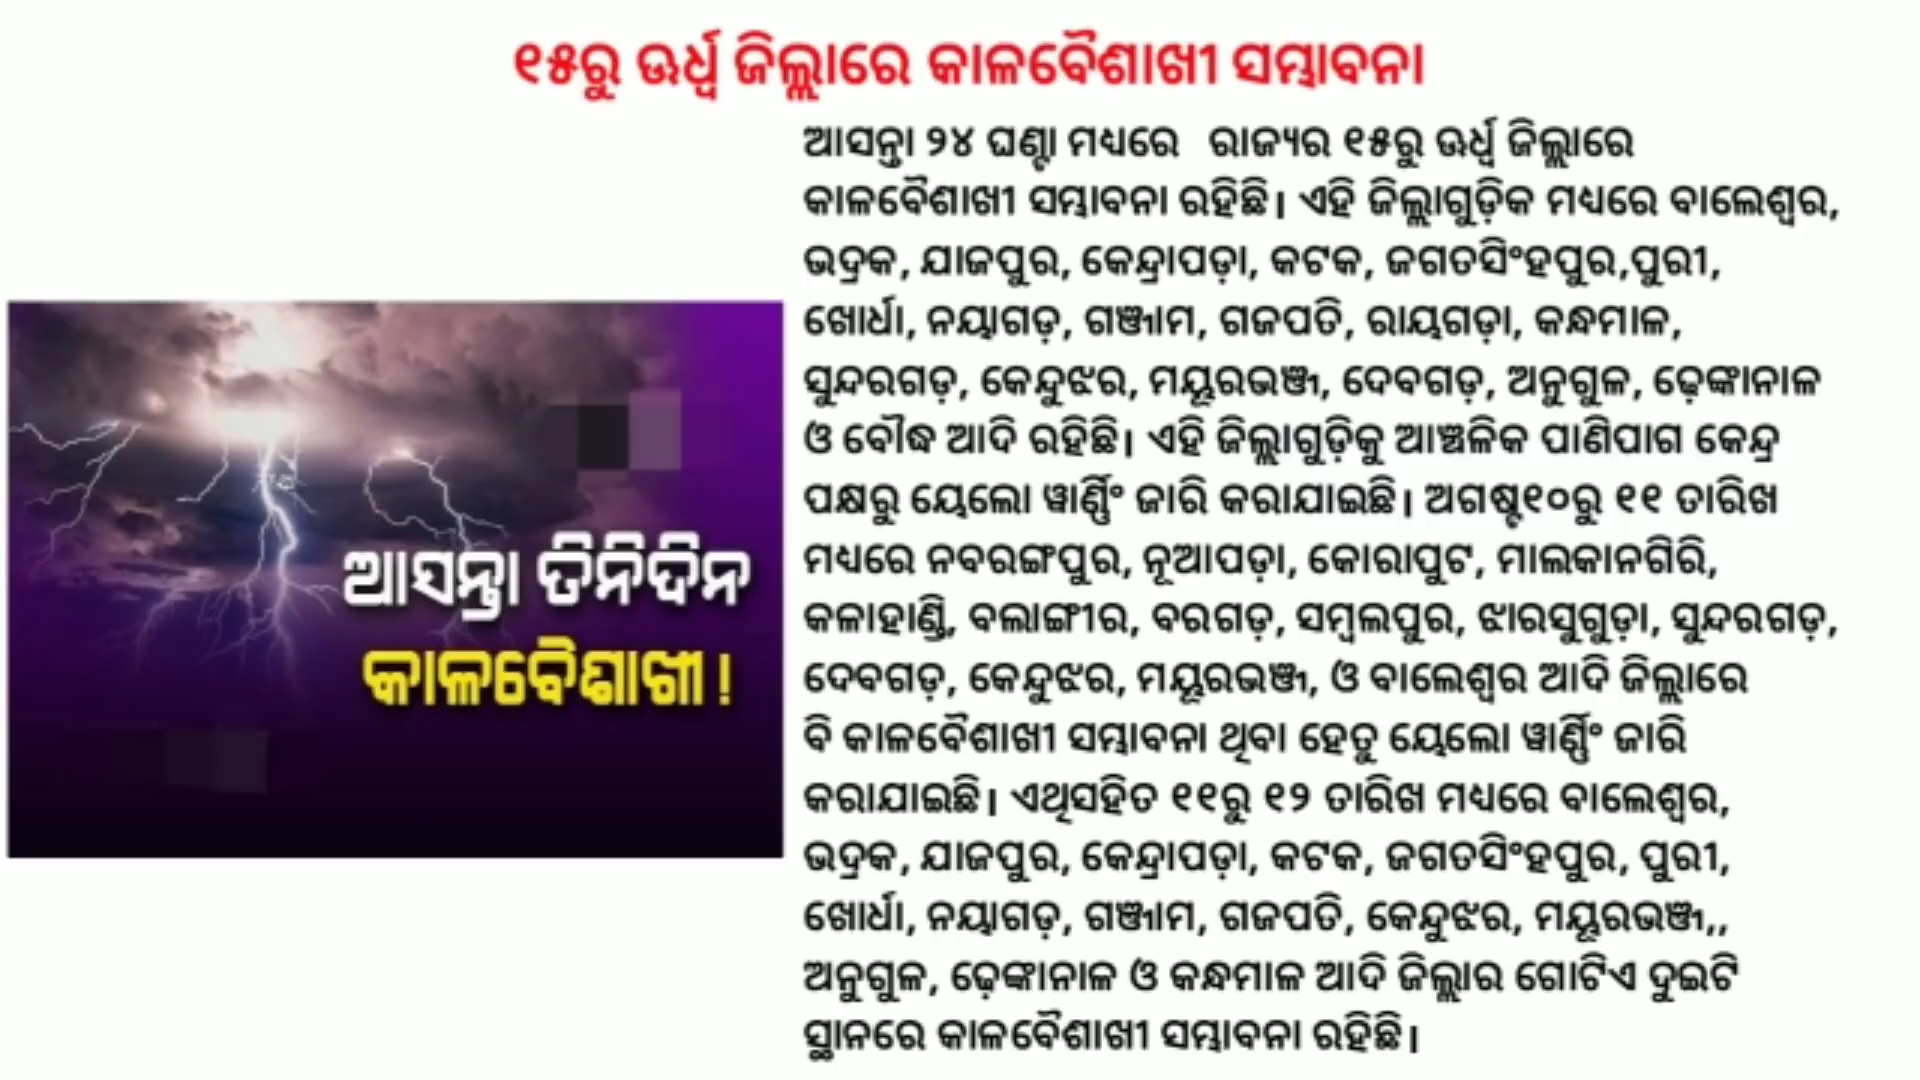 ୧୫ରୁ ଊର୍ଧ୍ୱ ଜିଲ୍ଲାରେ କାଳବୈଶାଖୀ ସମ୍ଭାବନା
ଆସନ୍ତା ୨୪ ଘଣ୍ଟା ମଧ୍ୟରେ ରାଜ୍ୟର ୧୫ରୁ ଊର୍ଧ୍ୱ ଜିଲ୍ଲାରେ
କାଳବୈଶାଖୀ ସମ୍ଭାବନା ରହିଛି। ଏହି ଜିଲ୍ଲାଗୁଡ଼ିକ ମଧ୍ୟରେ ବାଲେଶ୍ୱର,
ଭଦ୍ରକ, ଯାଜପୁର, କେନ୍ଦ୍ରାପଡ଼ା, କଟକ, ଜଗତସିଂହପୁର,ପୁରୀ,
ଖୋର୍ଧା, ନୟାଗଡ଼, ଗଞ୍ଜାମ, ଗଜପତି, ରାୟଗଡ଼ା, କନ୍ଧମାଳ,
ସୁନ୍ଦରଗଡ଼, କେନ୍ଦୁଝର, ମୟୂରଭଞ୍ଜ, ଦେବଗଡ଼, ଅନୁଗୁଳ, ଢ଼େଙ୍କାନାଳ
ଓ ବୌଦ୍ଧ ଆଦି ରହିଛି। ଏହି ଜିଲ୍ଲାଗୁଡ଼ିକୁ ଆଞ୍ଚଳିକ ପାଣିପାଗ କେନ୍ଦ୍ର
ପକ୍ଷରୁ ୟେଲୋ ୱାର୍ଣ୍ଣିଂ ଜାରି କରାଯାଇଛି। ଅଗଷ୍ଟ୧୦ରୁ ୧୧ ତାରିଖ
ମଧ୍ୟରେ ନବରଙ୍ଗପୁର, ନୂଆପଡ଼ା, କୋରାପୁଟ, ମାଲକାନଗିରି,
କଳାହାଣ୍ଡି, ବଲାଙ୍ଗୀର, ବରଗଡ଼, ସମ୍ବଲପୁର, ଝାରସୁଗୁଡ଼ା, ସୁନ୍ଦରଗଡ଼,
ଦେବଗଡ଼, କେନ୍ଦୁଝର, ମୟୂରଭଞ୍ଜ, ଓ ବାଲେଶ୍ୱର ଆଦି ଜିଲ୍ଲାରେ
ବି କାଳବୈଶାଖୀ ସମ୍ଭାବନା ଥିବା ହେତୁ ୟେଲୋ ୱାର୍ଣ୍ଣିଂ ଜାରି
କରାଯାଇଛି। ଏଥିସହିତ ୧୧ରୁ ୧୨ ତାରିଖ ମଧ୍ୟରେ ବାଲେଶ୍ୱର,
ଭଦ୍ରକ, ଯାଜପୁର, କେନ୍ଦ୍ରାପଡ଼ା, କଟକ, ଜଗତସିଂହପୁର, ପୁରୀ,
ଖୋର୍ଧା, ନୟାଗଡ଼, ଗଞ୍ଜାମ, ଗଜପତି, କେନ୍ଦୁଝର, ମୟୂରଭଞ୍ଜ,,
ଅନୁଗୁଳ, ଢ଼େଙ୍କାନାଳ ଓ କନ୍ଧମାଳ ଆଦି ଜିଲ୍ଲାର ଗୋଟିଏ ଦୁଇଟି
ସ୍ଥାନରେ କାଳବୈଶାଖୀ ସମ୍ଭାବନା ରହିଛି।
ଆସନ୍ତା ତିନିଦିନ
କାଳବୈଶାଖୀ!